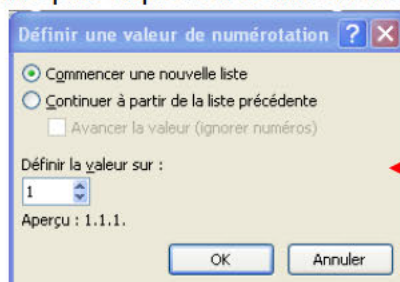 Définir une valeur de numérotation
Commencer une nouvelle liste
Continuer à partir de la liste précédente
Avancer la valeur (ignorer numéros)
Définir la valeur sur :
1
Aperçu : 1.1.1.
OK Annuler